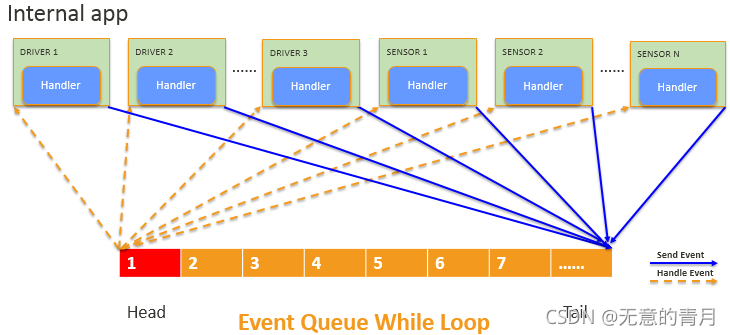 Internal app
DRIVER 1
DRIVER 2
DRIVER 3
SENSOR 1
SENSOR 2
SENSOR N
Handler
Handler
......
Handler
Handler
Handler
......
Handler
1 2 3 4 5 6 7 ......
Send Event
Handle Event
Head
Tail
Event Queue While Loop
CSDN @无意的青月